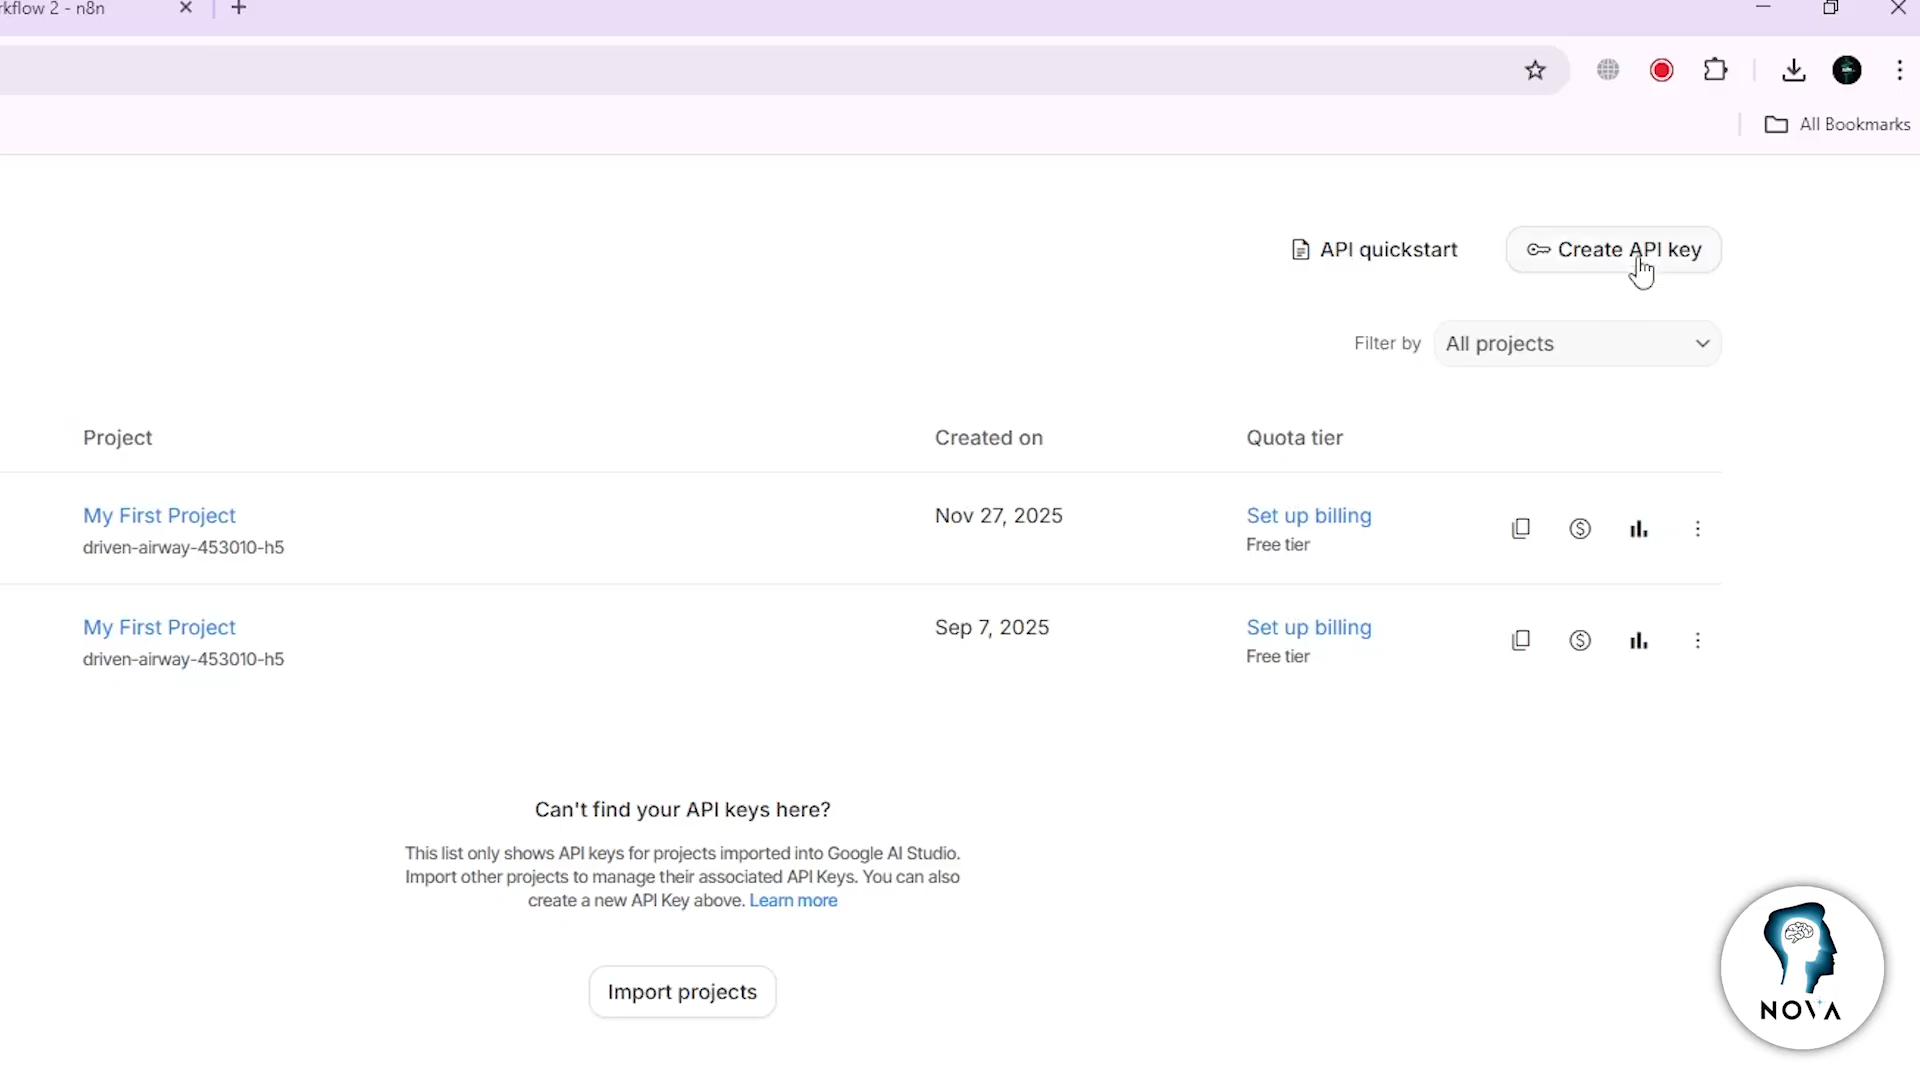 rkflow 2 - n8n
All Bookmarks
API quickstart
Create API key
Filter by
All projects
Project
Created on
Quota tier
My First Project
Nov 27, 2025
Set up billing
driven-airway-453010-h5
Free tier
My First Project
Sep 7, 2025
Set up billing
driven-airway-453010-h5
Free tier
Can't find your API keys here?
This list only shows API keys for projects imported into Google AI Studio.
Import other projects to manage their associated API Keys. You can also
create a new API Key above. Learn more
Import projects
NOVA